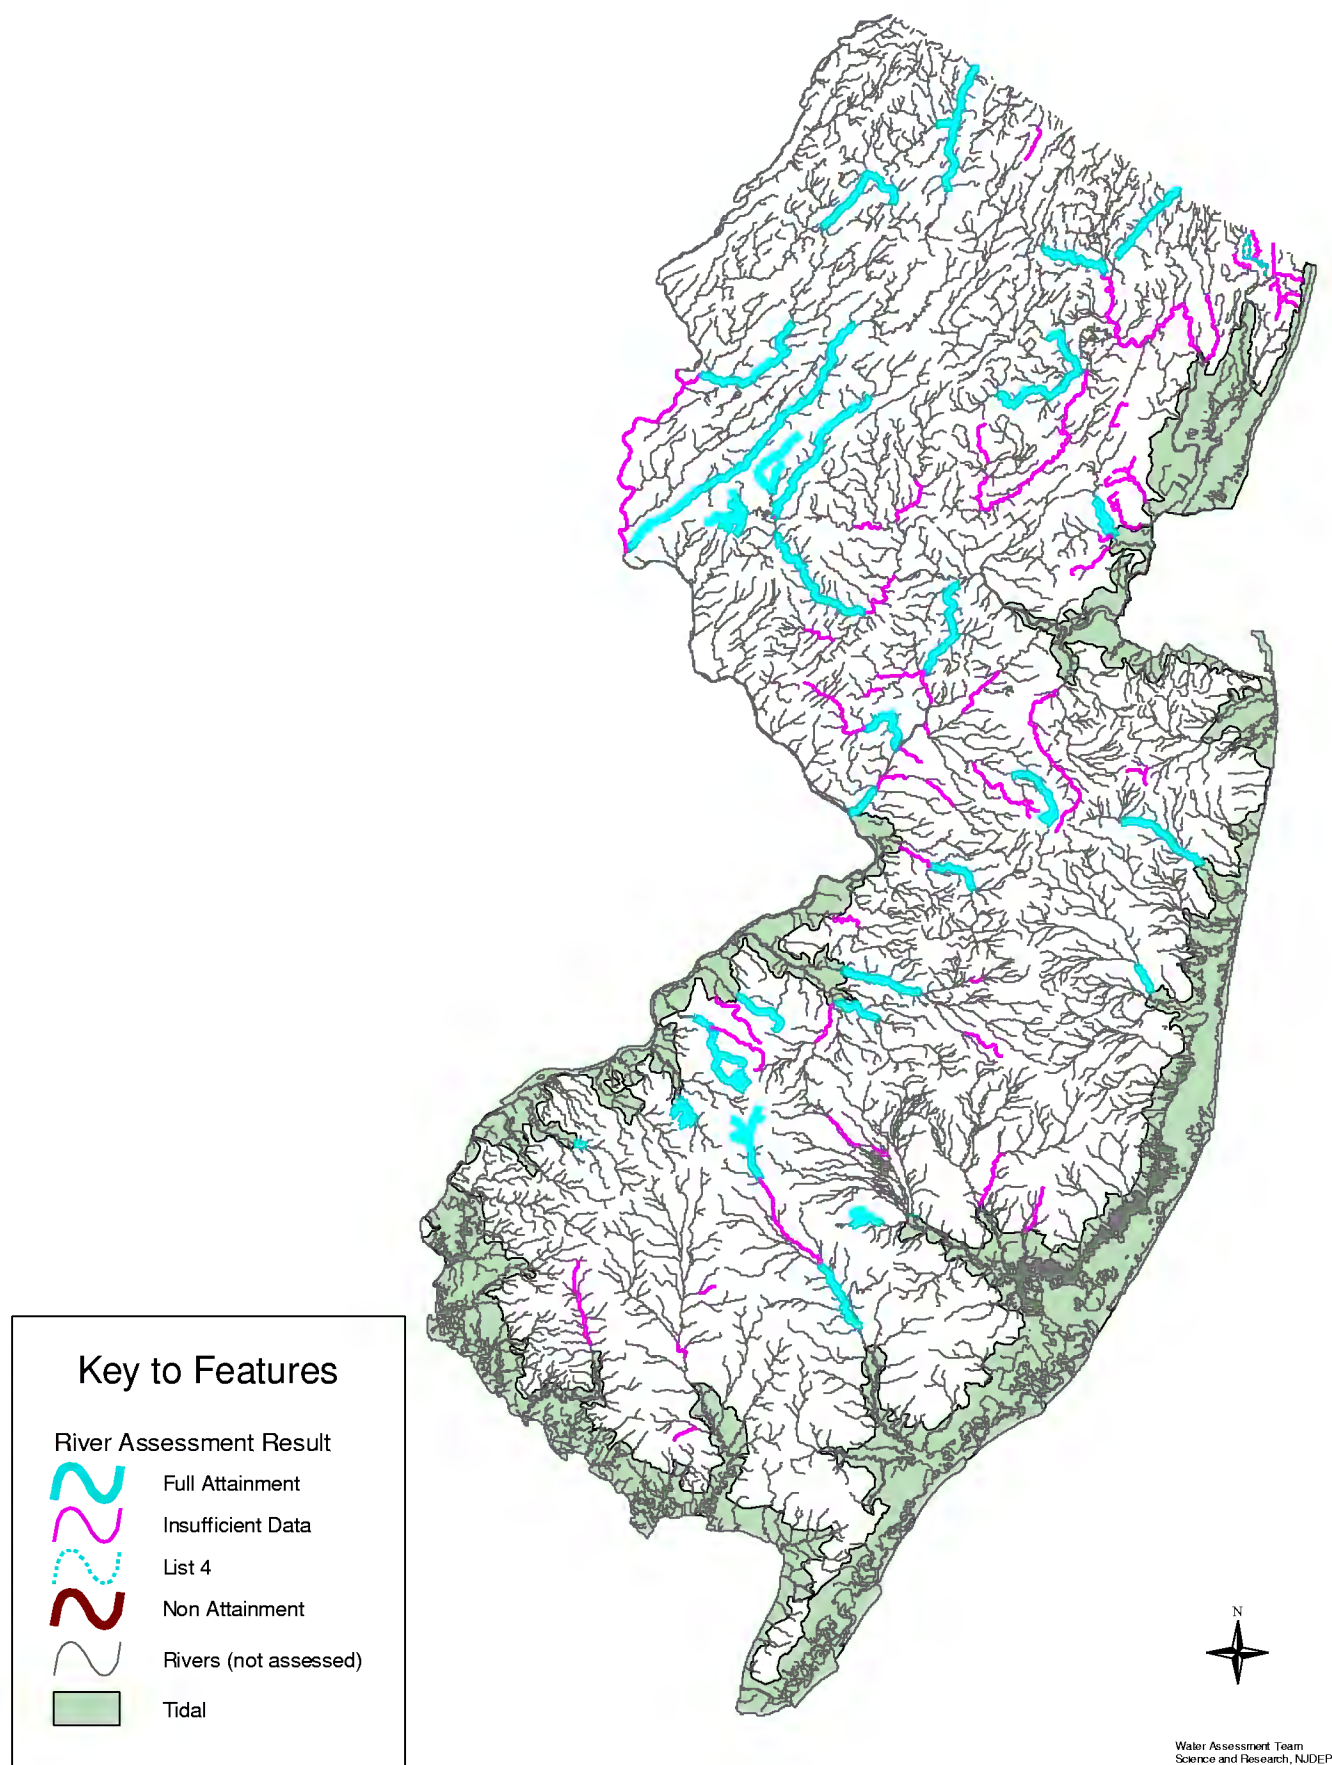 Key to Features
River Assessment Result
Full Attainment
Insufficient Data
List 4
Non Attainment
Rivers (not assessed)
Tidal
N
Water Assessment Team
Science and Research, NJDEP